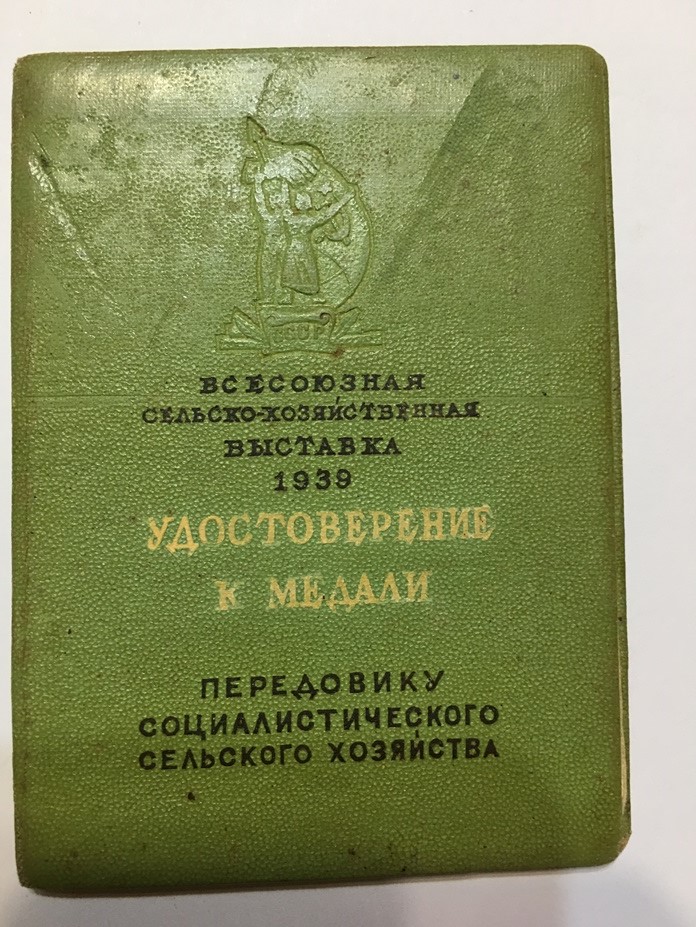 ВСЕСОЮЗНАЯ
СЕЛЬСКО-ХОЗЯЙСТВЕННАЯ
ВЫСТАВКА
1939
УДОСТОВЕРЕНИЕ
К МЕДАЛИ
ПЕРЕДОВИКУ
СОЦИАЛИСТИЧЕСКОГО
СЕЛЬСКОГО ХОЗЯЙСТВА